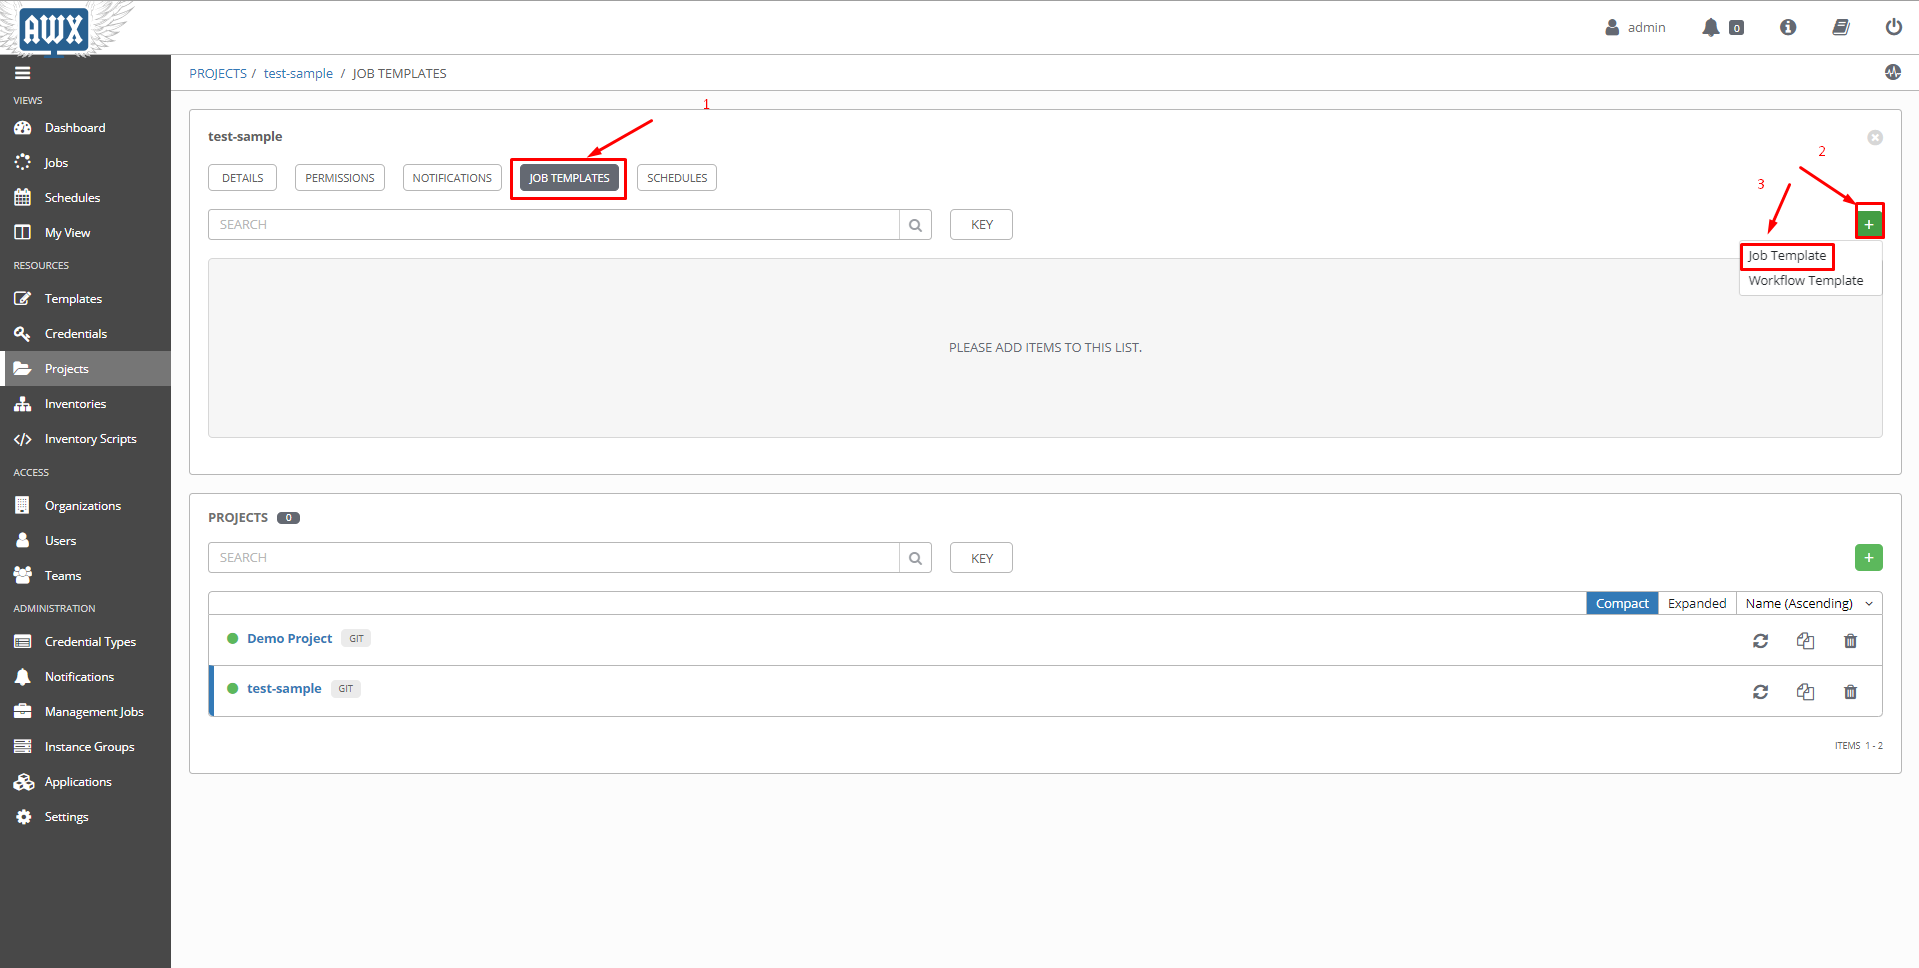 AWX
admin
0
PROJECTS / test-sample / JOB TEMPLATES
VIEWS
Dashboard
Jobs
Schedules
My View
RESOURCES
Templates
Credentials
Projects
Inventories
Inventory Scripts
ACCESS
Organizations
Users
Teams
ADMINISTRATION
Credential Types
Notifications
Management Jobs
Instance Groups
Applications
Settings
1
test-sample
2
DETAILS PERMISSIONS NOTIFICATIONS JOB TEMPLATES SCHEDULES
3
SEARCH KEY +
Job Template
Workflow Template
PLEASE ADD ITEMS TO THIS LIST.
PROJECTS 0
SEARCH KEY +
Compact Expanded Name (Ascending)
Demo Project GIT
test-sample GIT
ITEMS 1 - 2